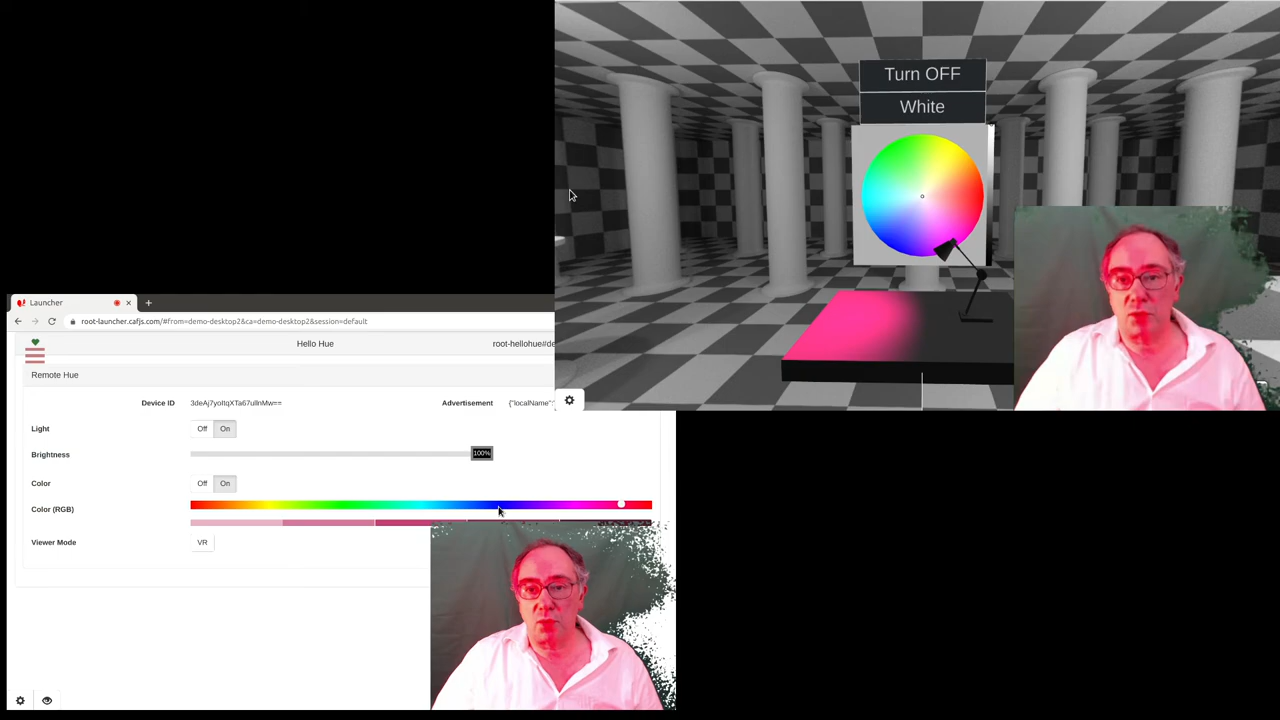 Turn OFF
White
Launcher
root-launcher.cafjs.com/#from=demo-desktop2&ca=demo-desktop2&session=default
Hello Hue
root-hellohue#de
Remote Hue
Device ID
Advertisement {"localName":
Light Off On
Brightness 100%
Color Off On
Color (RGB)
Viewer Mode VR